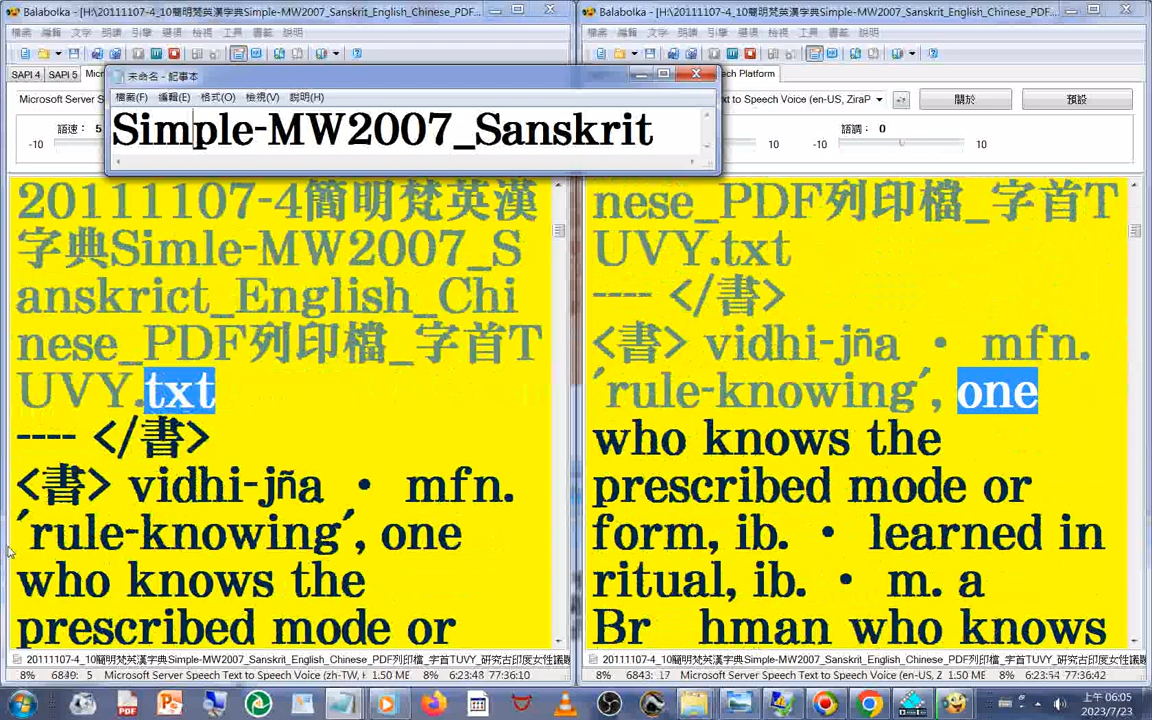 Balabolka - [H:\20111107-4_10簡明梵英漢字典Simple-MW2007_Sanskrit_English_Chinese_PDF...
Balabolka - [H:\20111107-4_10簡明梵英漢字典Simple-MW2007_Sanskrit_English_Chinese_PDF...
檔案 編輯 文字 朗讀 引擎 選項 檢視 工具 書籤 說明
檔案 編輯 文字 朗讀 引擎 選項 檢視 工具 書籤 說明
SAPI 4 SAPI 5
未命名 - 記事本
ech Platform
檔案(F) 編輯(E) 格式(O) 檢視(V) 說明(H)
Microsoft Server S
xt to Speech Voice (en-US, ZiraP
關於
預設
Simple-MW2007_Sanskrit
語速： 5
-10
10
語調： 0
-10
10
20111107-4簡明梵英漢
字典Simle-MW2007_S
anskrict_English_Chi
nese_PDF列印檔_字首T
UVY.txt
---- </書>
<書> vidhi-jña • mfn.
´rule-knowing´, one
who knows the
prescribed mode or
nese_PDF列印檔_字首T
UVY.txt
---- </書>
<書> vidhi-jña • mfn.
´rule-knowing´, one
who knows the
prescribed mode or
form, ib. • learned in
ritual, ib. • m. a
Br hman who knows
20111107-4_10簡明梵英漢字典Simple-MW2007_Sanskrit_English_Chinese_PDF列印檔_字首TUVY_研究古印度女性議題
20111107-4_10簡明梵英漢字典Simple-MW2007_Sanskrit_English_Chinese_PDF列印檔_字首TUVY_研究古印度女性議題
8% 6849: 5 Microsoft Server Speech Text to Speech Voice (zh-TW, H 1.50 ME 8% 6:23:48 77:36:10
8% 6843: 17 Microsoft Server Speech Text to Speech Voice (en-US, 1.50 ME 8% 6:23:54 77:36:42
上午 06:05
2023/7/23